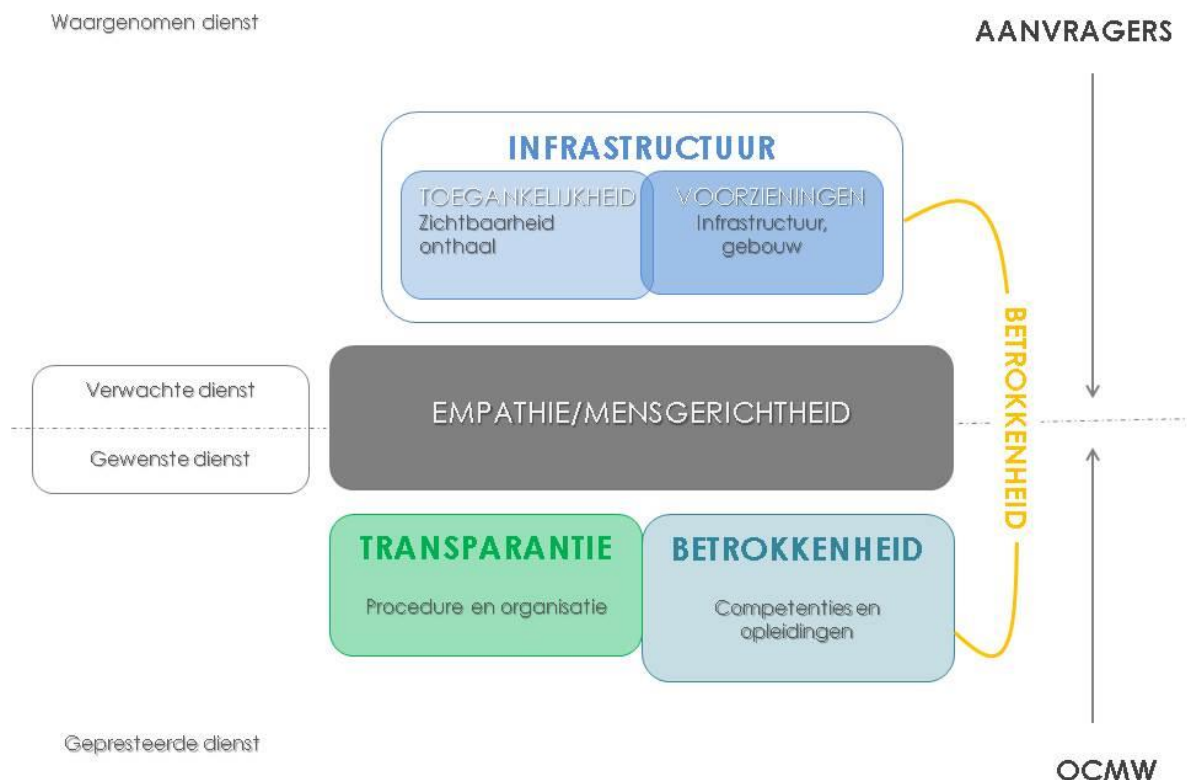 Waargenomen dienst
AANVRAGERS
INFRASTRUCTUUR
TOEGANKELIJKHEID
Zichtbaarheid
onthaal
VOORZIENINGEN
Infrastructuur,
gebouw
BETROKKENHEID
Verwachte dienst
Gewenste dienst
EMPATHIE/MENSGERICHTHEID
TRANSPARANTIE
Procedure en organisatie
BETROKKENHEID
Competenties en
opleidingen
Gepresteerde dienst
OCMW